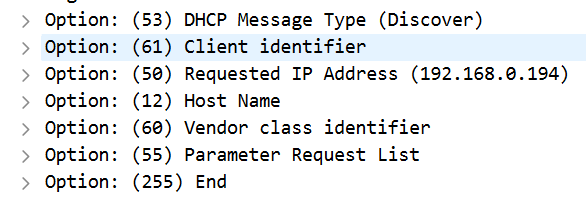 Option: (53) DHCP Message Type (Discover)
Option: (61) Client identifier
Option: (50) Requested IP Address (192.168.0.194)
Option: (12) Host Name
Option: (60) Vendor class identifier
Option: (55) Parameter Request List
Option: (255) End